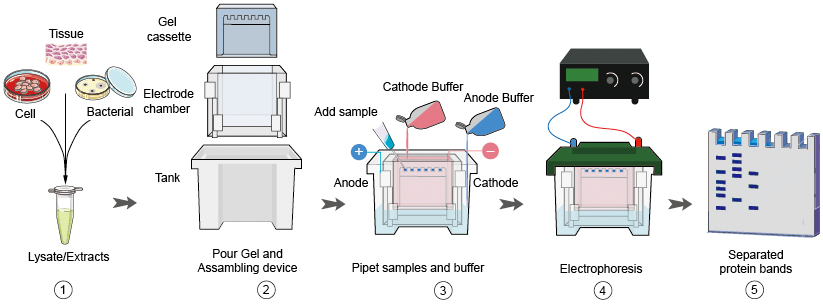 Tissue
Cell
Bacterial
Lysate/Extracts
1
Gel
cassette
Electrode
chamber
Tank
Pour Gel and
Assembling device
2
Cathode Buffer
Anode Buffer
Add sample
+
−
Anode
Cathode
Pipet samples and buffer
3
Electrophoresis
4
Separated
protein bands
5